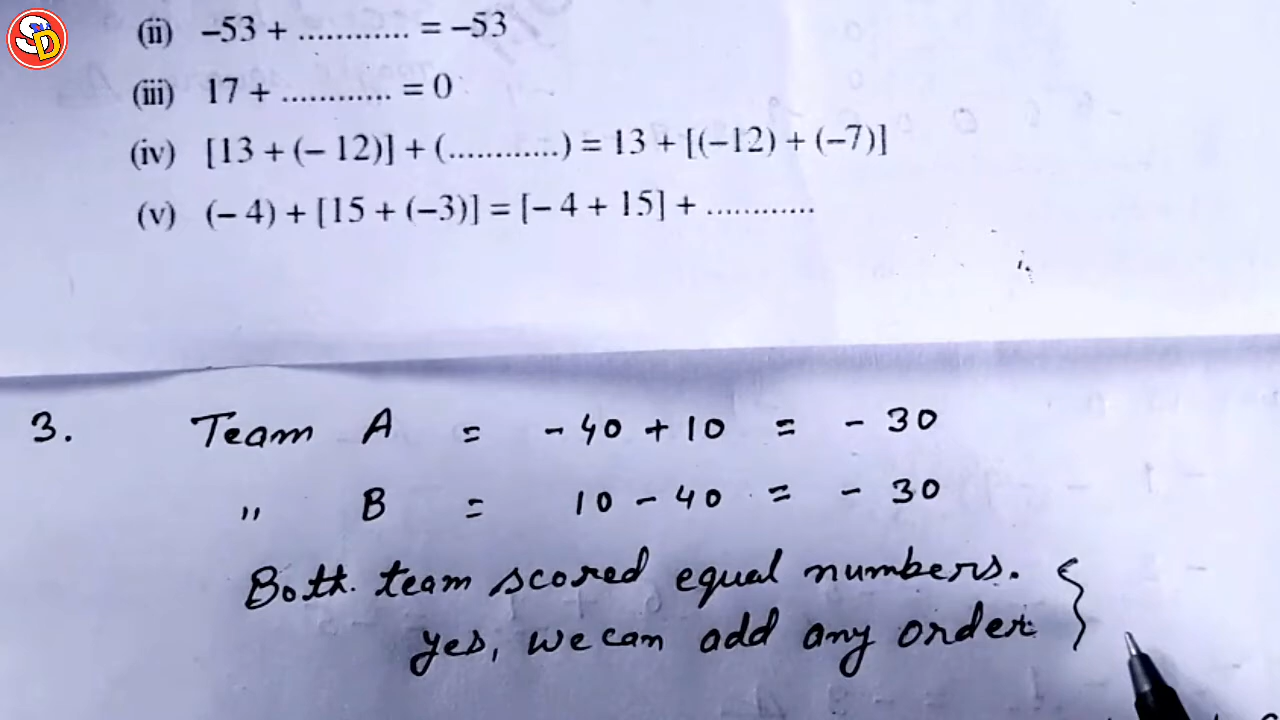 SD
(ii) –53 + ............ = –53
(iii) 17 + ............ = 0
(iv) [13 + (– 12)] + (............) = 13 + [(–12) + (–7)]
(v) (– 4) + [15 + (–3)] = [– 4 + 15] + ............
3. Team A = - 40 + 10 = - 30
" B = 10 - 40 = - 30
Both team scored equal numbers.
yes, we can add any order